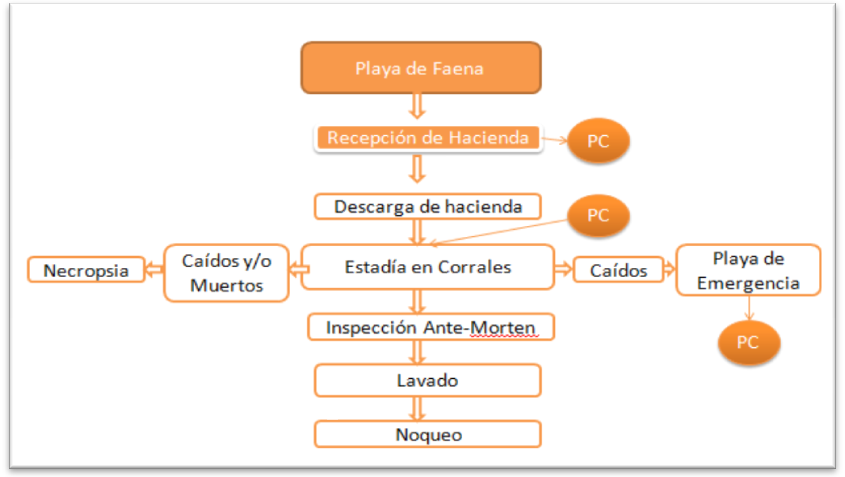 Playa de Faena
Recepción de Hacienda
PC
Descarga de hacienda
PC
Necropsia
Caídos y/o
Muertos
Estadía en Corrales
Caídos
Playa de
Emergencia
Inspección Ante-Morten
PC
Lavado
Noqueo